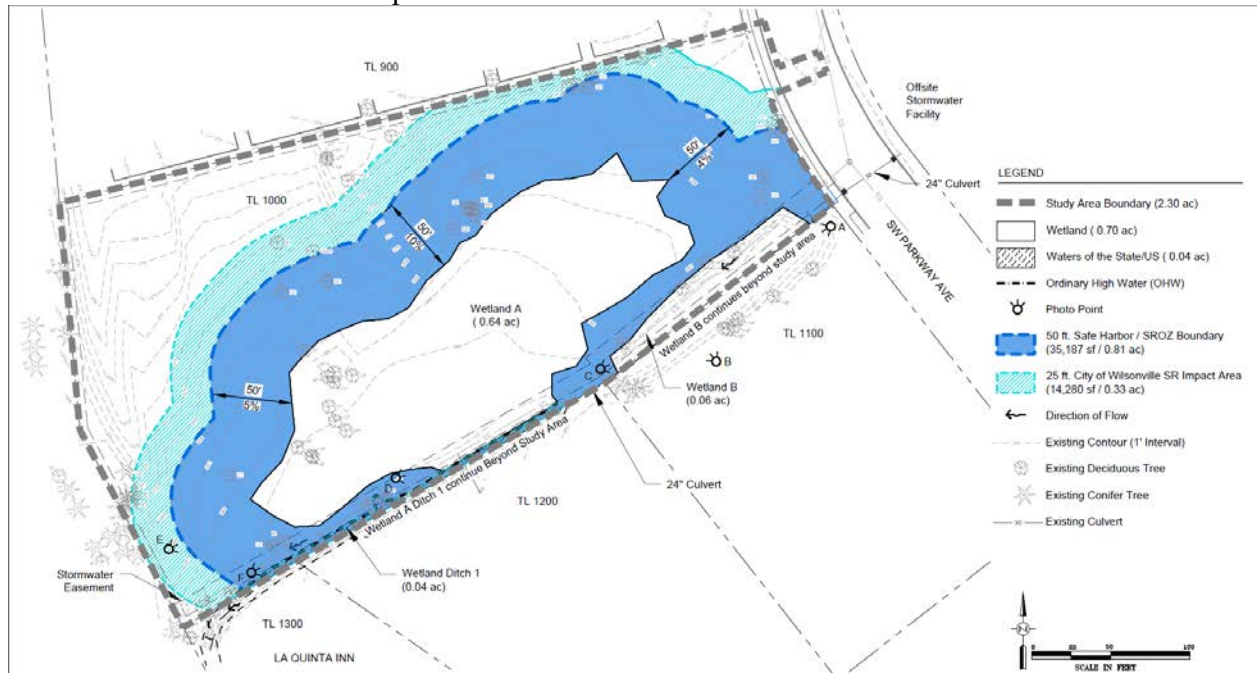 TL 900
Offsite
Stormwater
Facility
50'
4%
24" Culvert
TL 1000
50'
10%
A
SW PARKWAY AVE
Wetland A
( 0.64 ac)
Wetland B continues beyond study area
TL 1100
B
C
Wetland B
(0.06 ac)
50'
5%
24" Culvert
D
Wetland A Ditch 1 continue Beyond Study Area
TL 1200
E
F
Stormwater
Easement
Wetland Ditch 1
(0.04 ac)
TL 1300
LA QUINTA INN
LEGEND
Study Area Boundary (2.30 ac)
Wetland ( 0.70 ac)
Waters of the State/US ( 0.04 ac)
Ordinary High Water (OHW)
Photo Point
50 ft. Safe Harbor / SROZ Boundary
(35,187 sf / 0.81 ac)
25 ft. City of Wilsonville SR Impact Area
(14,280 sf / 0.33 ac)
Direction of Flow
Existing Contour (1' Interval)
Existing Deciduous Tree
Existing Conifer Tree
Existing Culvert
0
100
SCALE IN FEET